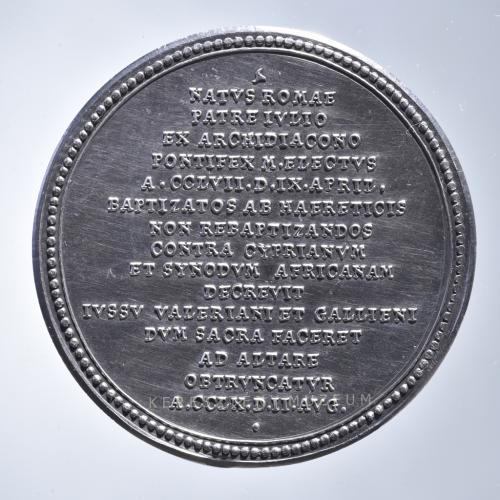 NATVS ROMAE
PATRE IVLIO
EX ARCHIDIACONO
PONTIFEX M. ELECTVS
A. CCLVII. D. IX. APRIL.
BAPTIZATOS AB HAERETICIS
NON REBAPTIZANDOS
CONTRA CYPRIANVM
ET SYNODVM AFRICANAM
DECREVIT
IVSSV VALERIANI ET GALLIENI
DVM SACRA FACERET
AD ALTARE
OBTRVNCATVR
A. CCLX. D. II. AVG.